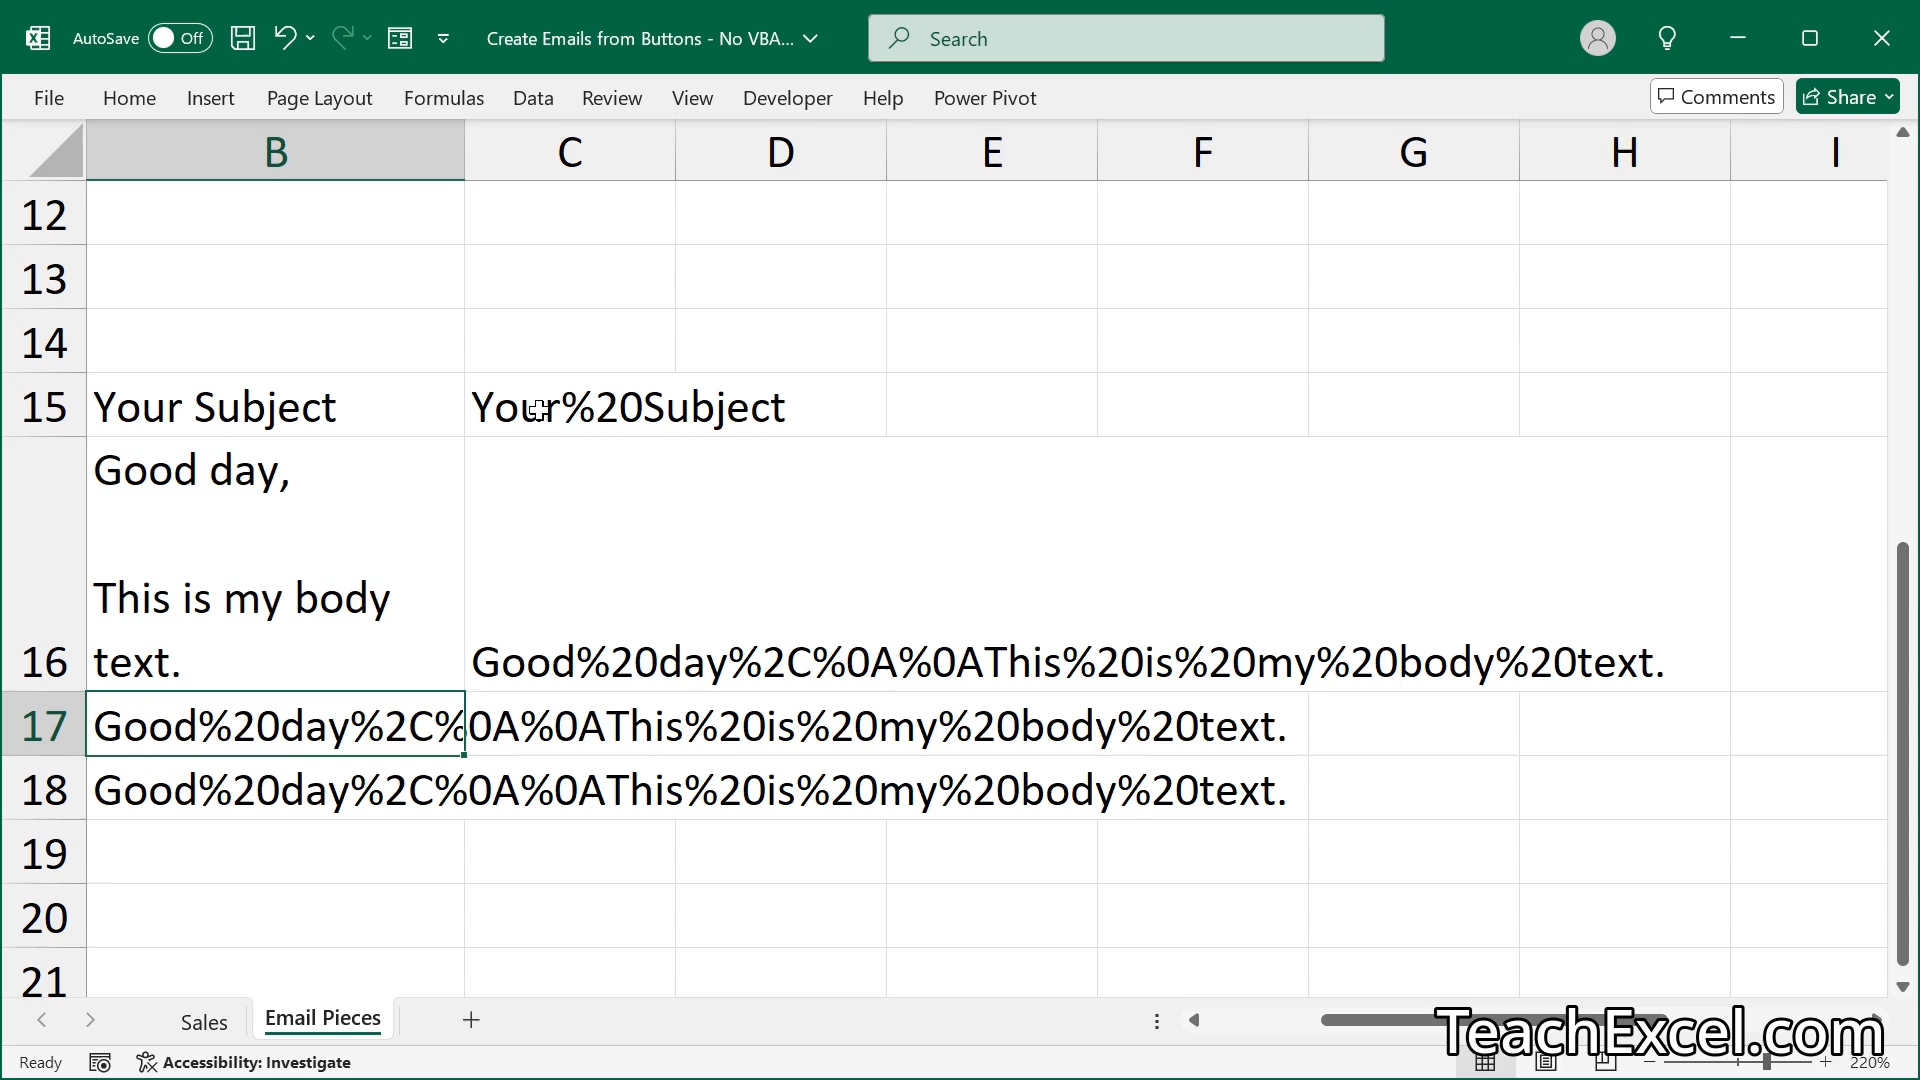 AutoSave Off Create Emails from Buttons - No VBA... Search
File Home Insert Page Layout Formulas Data Review View Developer Help Power Pivot Comments Share
B C D E F G H I
12
13
14
15 Your Subject Your%20Subject
Good day,
This is my body
16 text. Good%20day%2C%0A%0AThis%20is%20my%20body%20text.
17 Good%20day%2C%0A%0AThis%20is%20my%20body%20text.
18 Good%20day%2C%0A%0AThis%20is%20my%20body%20text.
19
20
21
Sales Email Pieces
TeachExcel.com
Ready Accessibility: Investigate 220%